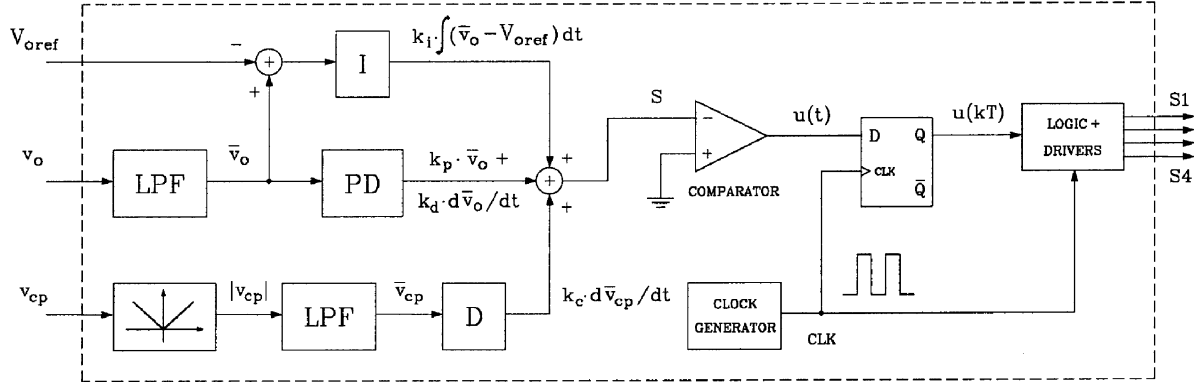 V_oref
−
+
I
k_i·∫(v̄_o − V_oref) dt
v_o
LPF
v̄_o
PD
k_p · v̄_o +
k_d · dv̄_o/dt
+
+
+
S
−
+
COMPARATOR
u(t)
D Q
CLK
Q̄
u(kT)
LOGIC +
DRIVERS
S1
S4
v_cp
|v_cp|
LPF
v̄_cp
D
k_c · dv̄_cp/dt
CLOCK
GENERATOR
CLK